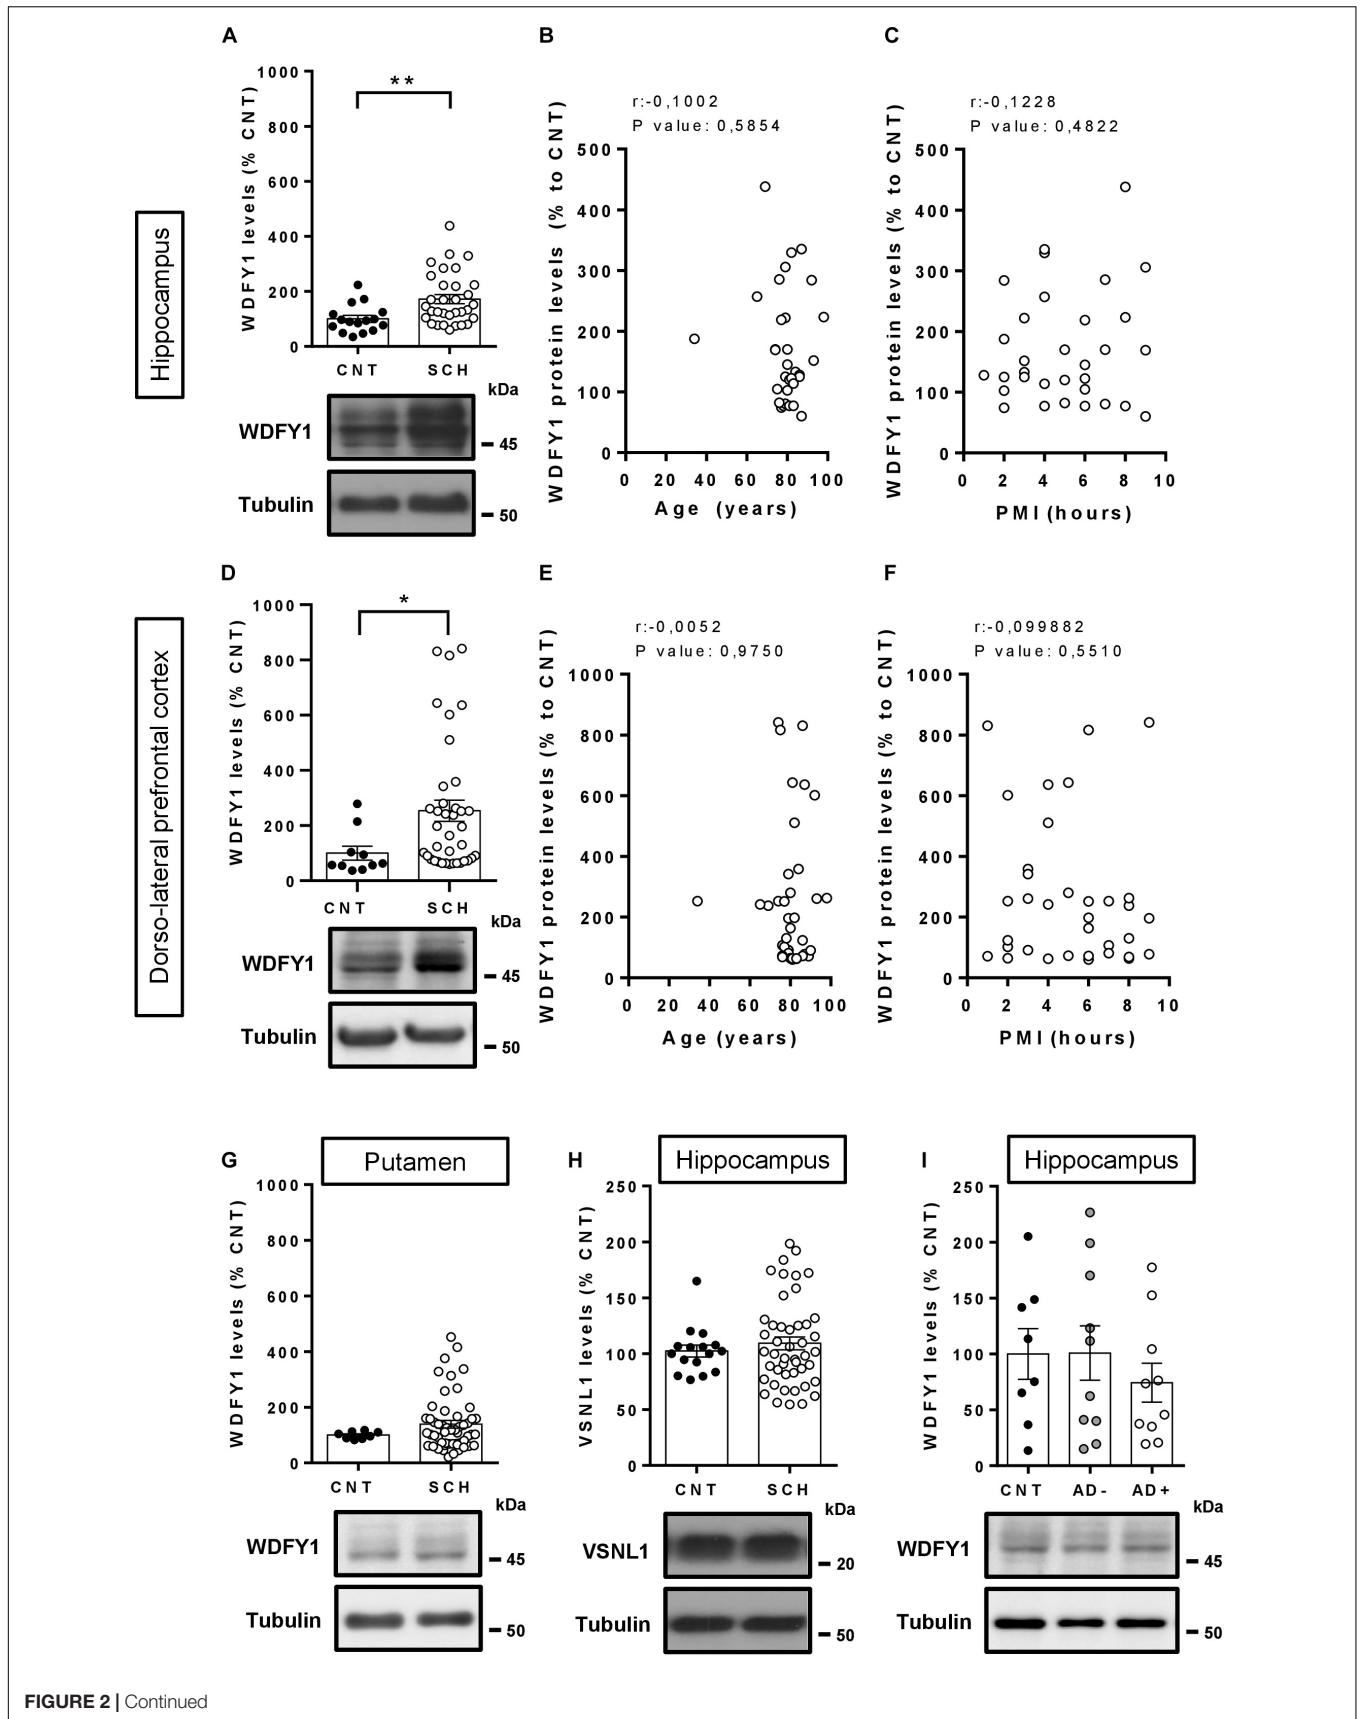 A
B
C
Hippocampus
WDFY1 levels (% CNT)
1000
800
600
400
200
0
**
CNT
SCH
kDa
WDFY1
45
Tubulin
50
WDFY1 protein levels (% to CNT)
r:-0,1002
P value: 0,5854
500
400
300
200
100
0
0 20 40 60 80 100
Age (years)
WDFY1 protein levels (% to CNT)
r:-0,1228
P value: 0,4822
500
400
300
200
100
0
0 2 4 6 8 10
PMI (hours)
D
E
F
Dorso-lateral prefrontal cortex
WDFY1 levels (% CNT)
1000
800
600
400
200
0
*
CNT
SCH
kDa
WDFY1
45
Tubulin
50
WDFY1 protein levels (% to CNT)
r:-0,0052
P value: 0,9750
1000
800
600
400
200
0
0 20 40 60 80 100
Age (years)
WDFY1 protein levels (% to CNT)
r:-0,099882
P value: 0,5510
1000
800
600
400
200
0
0 2 4 6 8 10
PMI (hours)
G
Putamen
WDFY1 levels (% CNT)
1000
800
600
400
200
0
CNT
SCH
kDa
WDFY1
45
Tubulin
50
H
Hippocampus
VSNL1 levels (% CNT)
250
200
150
100
50
0
CNT
SCH
kDa
VSNL1
20
Tubulin
50
I
Hippocampus
WDFY1 levels (% CNT)
250
200
150
100
50
0
CNT
AD-
AD+
kDa
WDFY1
45
Tubulin
50
FIGURE 2 | Continued